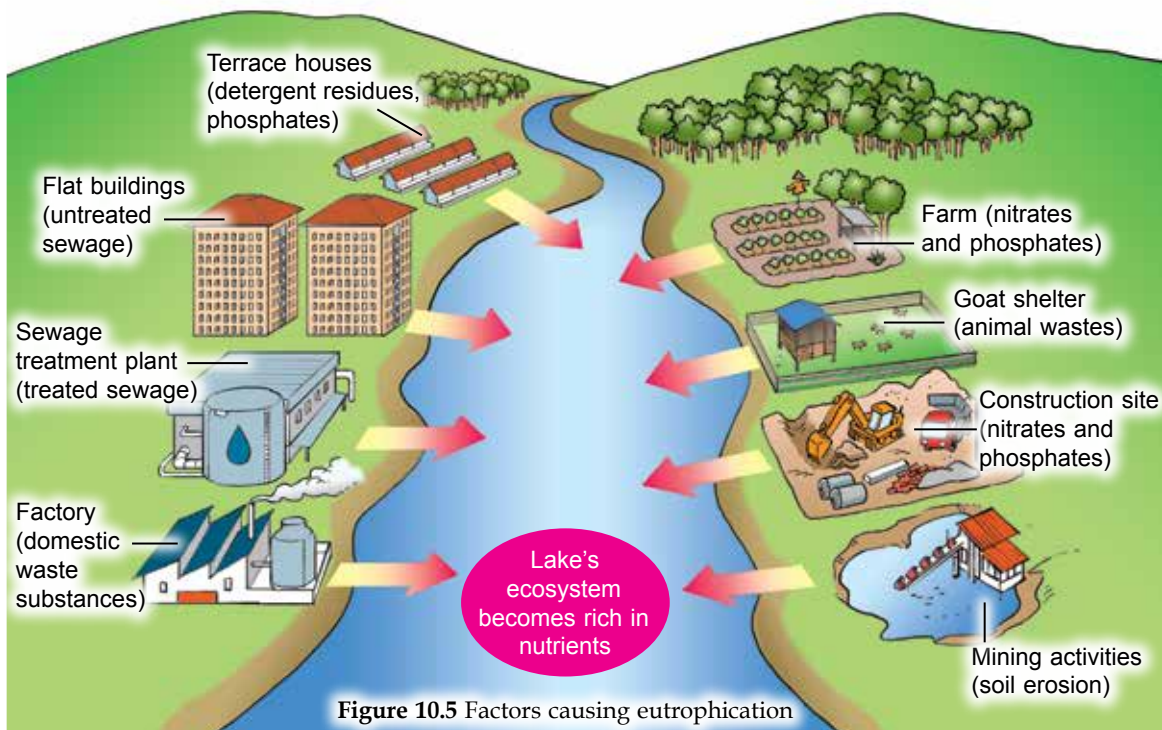 Terrace houses
(detergent residues,
phosphates)
Flat buildings
(untreated
sewage)
Sewage
treatment plant
(treated sewage)
Factory
(domestic
waste
substances)
Farm (nitrates
and phosphates)
Goat shelter
(animal wastes)
Construction site
(nitrates and
phosphates)
Mining activities
(soil erosion)
Lake's
ecosystem
becomes rich in
nutrients
Figure 10.5 Factors causing eutrophication